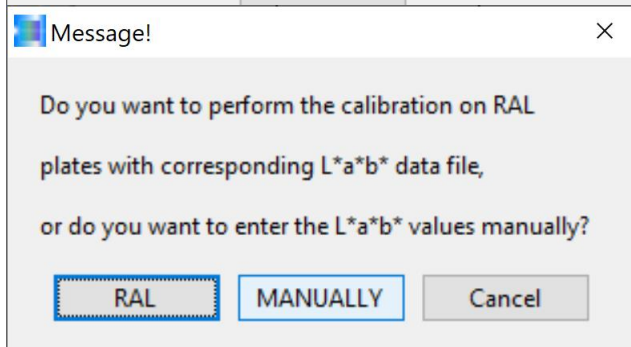 Message!
Do you want to perform the calibration on RAL
plates with corresponding L*a*b* data file,
or do you want to enter the L*a*b* values manually?
RAL MANUALLY Cancel